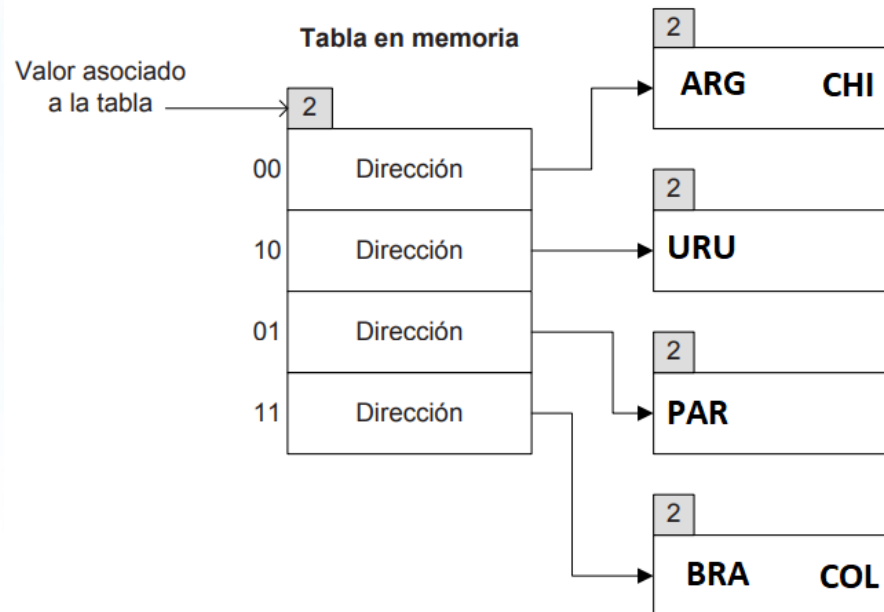 Tabla en memoria
Valor asociado
a la tabla
2
00 Dirección
10 Dirección
01 Dirección
11 Dirección
2
ARG CHI
2
URU
2
PAR
2
BRA COL